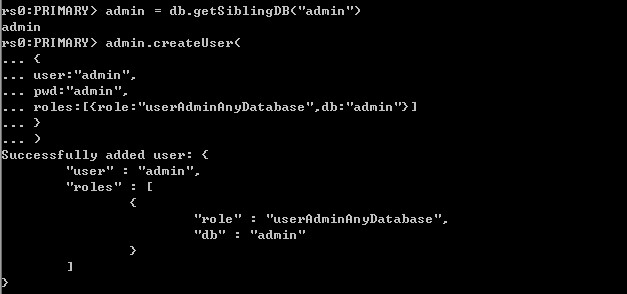 rs0:PRIMARY> admin = db.getSiblingDB("admin")
admin
rs0:PRIMARY> admin.createUser(
... {
... user:"admin",
... pwd:"admin",
... roles:[{role:"userAdminAnyDatabase",db:"admin"}]
... }
... )
Successfully added user: {
        "user" : "admin",
        "roles" : [
                {
                        "role" : "userAdminAnyDatabase",
                        "db" : "admin"
                }
        ]
}